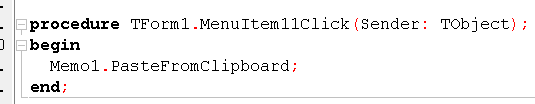 procedure TForm1.MenuItem11Click(Sender: TObject);
begin
Memo1.PasteFromClipboard;
end;